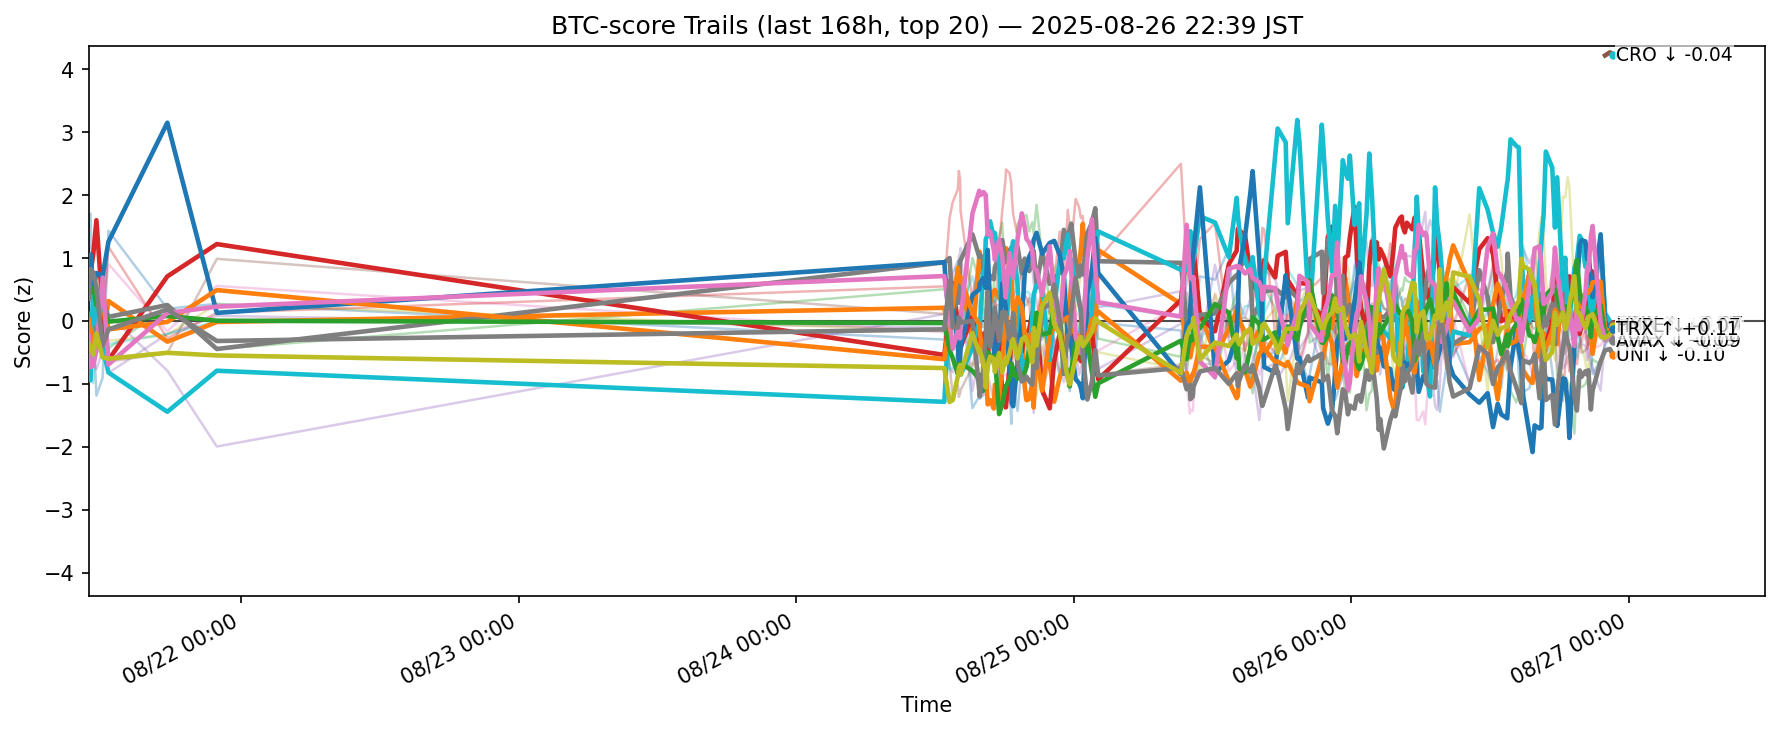 BTC-score Trails (last 168h, top 20) — 2025-08-26 22:39 JST
Score (z)
4
3
2
1
0
−1
−2
−3
−4
CRO ↓ -0.04
TRX ↑ +0.11
AVAX ↓ -0.09
UNI ↓ -0.10
08/22 00:00
08/23 00:00
08/24 00:00
08/25 00:00
08/26 00:00
08/27 00:00
Time